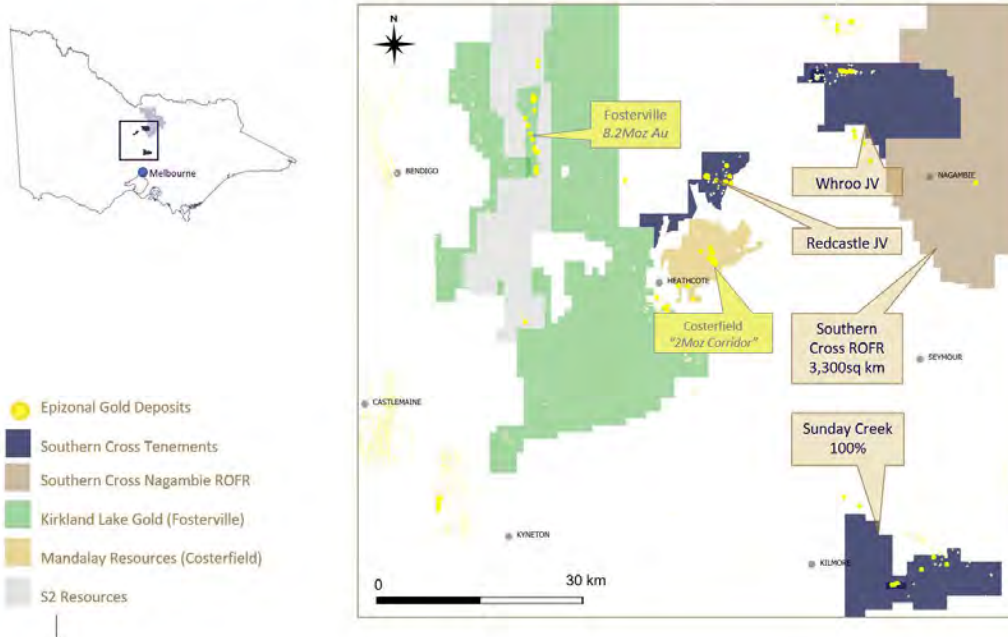 Melbourne
Epizonal Gold Deposits
Southern Cross Tenements
Southern Cross Nagambie ROFR
Kirkland Lake Gold (Fosterville)
Mandalay Resources (Costerfield)
S2 Resources
N
Fosterville
8.2Moz Au
BENDIGO
Whroo JV
NAGAMBIE
Redcastle JV
HEATHCOTE
Costerfield
"2Moz Corridor"
Southern
Cross ROFR
3,300sq km
SEYMOUR
CASTLEMAINE
Sunday Creek
100%
KYNETON
KILMORE
0
30 km